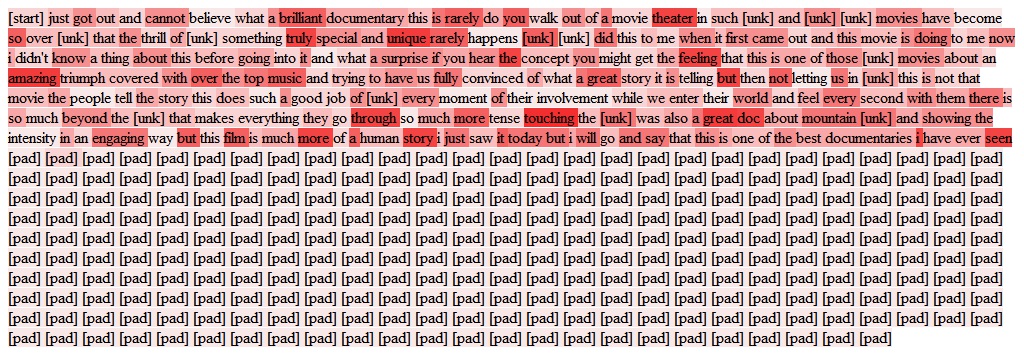 [start] just got out and cannot believe what a brilliant documentary this is rarely do you walk out of a movie theater in such [unk] and [unk] [unk] movies have become
so over [unk] that the thrill of [unk] something truly special and unique rarely happens [unk] [unk] did this to me when it first came out and this movie is doing to me now
i didn't know a thing about this before going into it and what a surprise if you hear the concept you might get the feeling that this is one of those [unk] movies about an
amazing triumph covered with over the top music and trying to have us fully convinced of what a great story it is telling but then not letting us in [unk] this is not that
movie the people tell the story this does such a good job of [unk] every moment of their involvement while we enter their world and feel every second with them there is
so much beyond the [unk] that makes everything they go through so much more tense touching the [unk] was also a great doc about mountain [unk] and showing the
intensity in an engaging way but this film is much more of a human story i just saw it today but i will go and say that this is one of the best documentaries i have ever seen
[pad] [pad] [pad] [pad] [pad] [pad] [pad] [pad] [pad] [pad] [pad] [pad] [pad] [pad] [pad] [pad] [pad] [pad] [pad] [pad] [pad] [pad] [pad] [pad] [pad] [pad] [pad]
[pad] [pad] [pad] [pad] [pad] [pad] [pad] [pad] [pad] [pad] [pad] [pad] [pad] [pad] [pad] [pad] [pad] [pad] [pad] [pad] [pad] [pad] [pad] [pad] [pad] [pad] [pad]
[pad] [pad] [pad] [pad] [pad] [pad] [pad] [pad] [pad] [pad] [pad] [pad] [pad] [pad] [pad] [pad] [pad] [pad] [pad] [pad] [pad] [pad] [pad] [pad] [pad] [pad] [pad]
[pad] [pad] [pad] [pad] [pad] [pad] [pad] [pad] [pad] [pad] [pad] [pad] [pad] [pad] [pad] [pad] [pad] [pad] [pad] [pad] [pad] [pad] [pad] [pad] [pad] [pad] [pad]
[pad] [pad] [pad] [pad] [pad] [pad] [pad] [pad] [pad] [pad] [pad] [pad] [pad] [pad] [pad] [pad] [pad] [pad] [pad] [pad] [pad] [pad] [pad] [pad] [pad] [pad] [pad]
[pad] [pad] [pad] [pad] [pad] [pad] [pad] [pad] [pad] [pad] [pad] [pad] [pad] [pad] [pad] [pad] [pad] [pad] [pad] [pad] [pad] [pad] [pad] [pad] [pad] [pad] [pad]
[pad] [pad] [pad] [pad] [pad] [pad] [pad] [pad] [pad] [pad] [pad] [pad] [pad] [pad] [pad] [pad] [pad] [pad] [pad] [pad] [pad] [pad] [pad] [pad] [pad] [pad] [pad]
[pad] [pad] [pad] [pad] [pad] [pad] [pad] [pad] [pad] [pad] [pad] [pad] [pad] [pad] [pad] [pad] [pad] [pad] [pad] [pad] [pad] [pad] [pad] [pad] [pad] [pad] [pad]
[pad] [pad] [pad] [pad] [pad] [pad] [pad] [pad] [pad] [pad] [pad] [pad] [pad] [pad] [pad] [pad] [pad] [pad] [pad] [pad] [pad] [pad] [pad] [pad] [pad] [pad] [pad]
[pad] [pad] [pad] [pad] [pad] [pad] [pad] [pad] [pad] [pad] [pad] [pad] [pad] [pad] [pad] [pad] [pad] [pad] [pad] [pad] [pad] [pad] [pad] [pad]